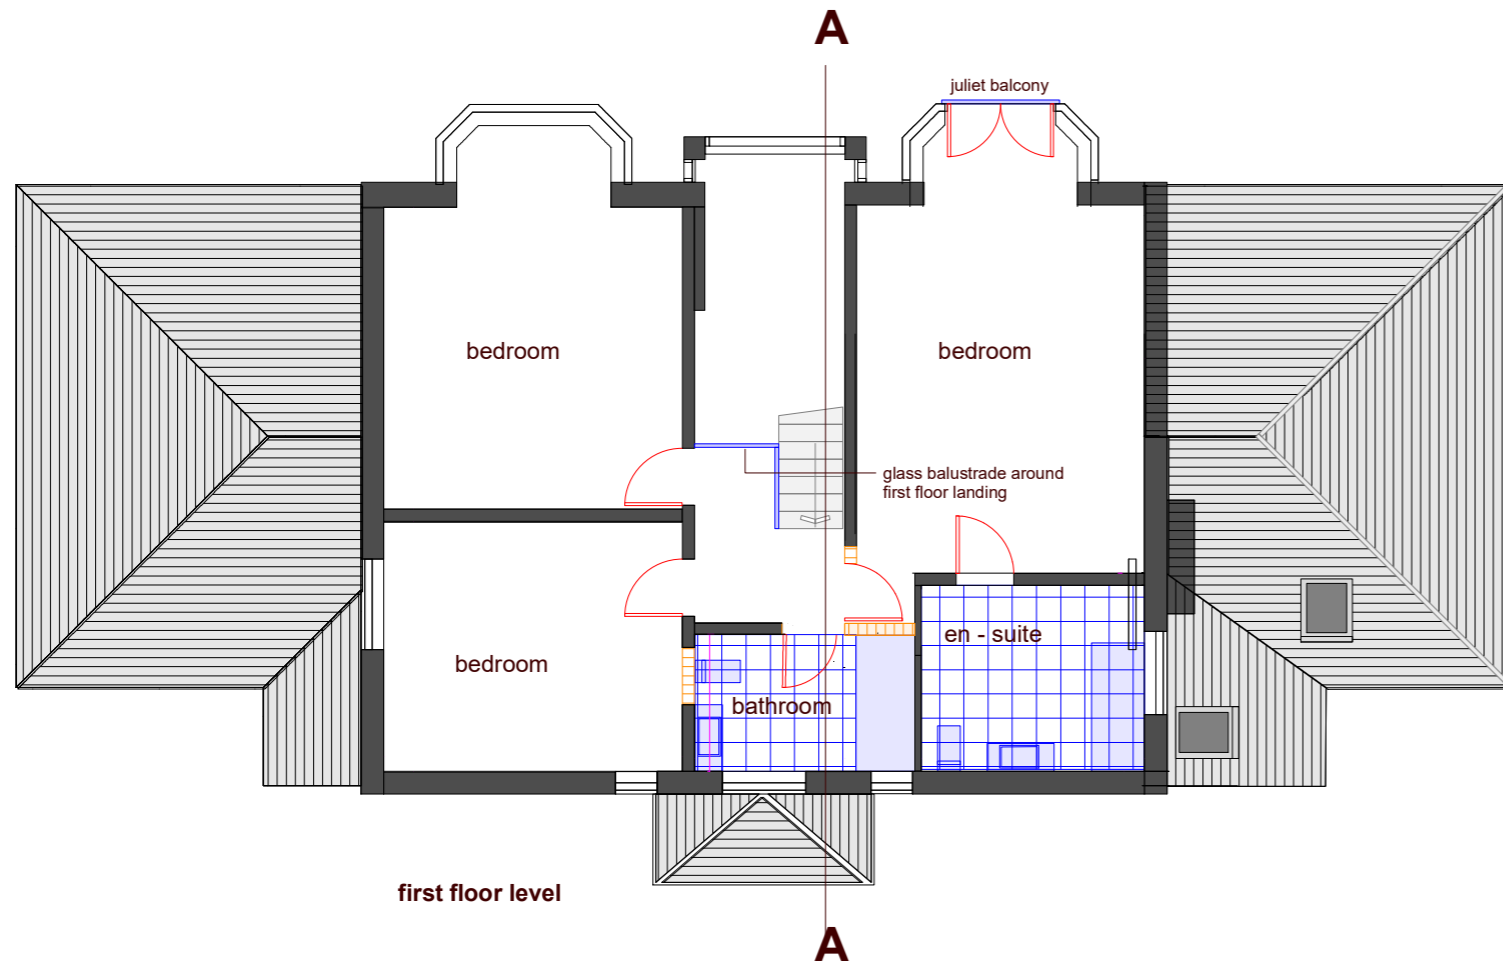 A
juliet balcony
bedroom
bedroom
glass balustrade around
first floor landing
en - suite
bedroom
bathroom
first floor level
A